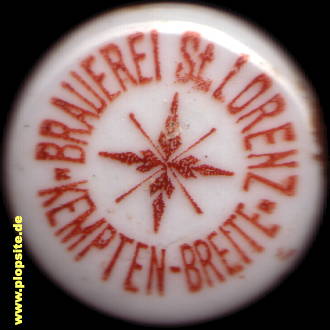 "BRAUEREI St. LORENZ"
KEMPTEN-BREITE
www.plopsite.de